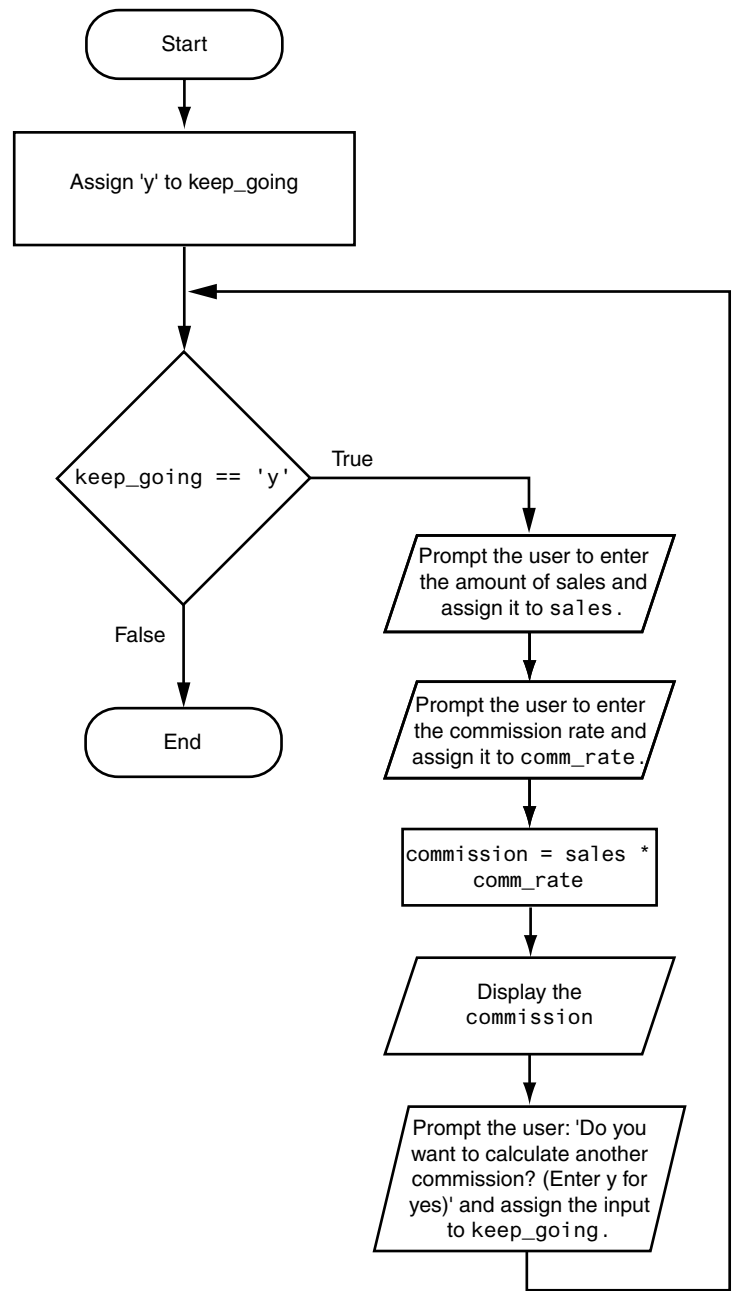 Start
Assign 'y' to keep_going
keep_going == 'y'
True
False
End
Prompt the user to enter
the amount of sales and
assign it to sales.
Prompt the user to enter
the commission rate and
assign it to comm_rate.
commission = sales *
comm_rate
Display the
commission
Prompt the user: 'Do you
want to calculate another
commission? (Enter y for
yes)' and assign the input
to keep_going.